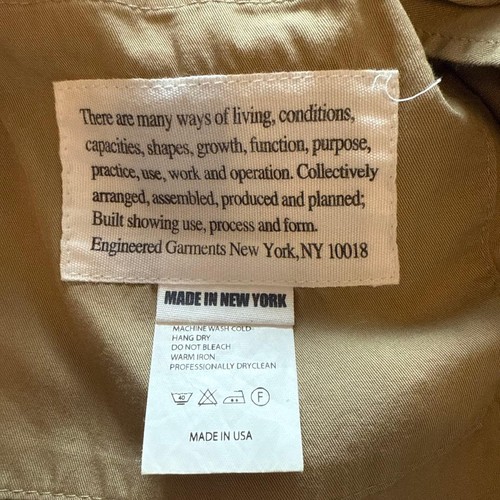 There are many ways of living, conditions,
capacities, shapes, growth, function, purpose,
practice, use, work and operation. Collectively
arranged, assembled, produced and planned;
Built showing use, process and form.
Engineered Garments New York, NY 10018
MADE IN NEW YORK
MACHINE WASH COLD
HANG DRY
DO NOT BLEACH
WARM IRON
PROFESSIONALLY DRYCLEAN
40 F
MADE IN USA